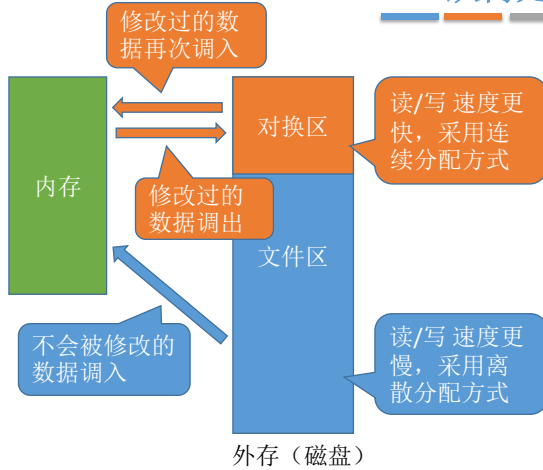 修改过的数
据再次调入
对换区
读/写 速度更
快，采用连
续分配方式
内存
修改过的
数据调出
文件区
不会被修改的
数据调入
读/写 速度更
慢，采用离
散分配方式
外存（磁盘）